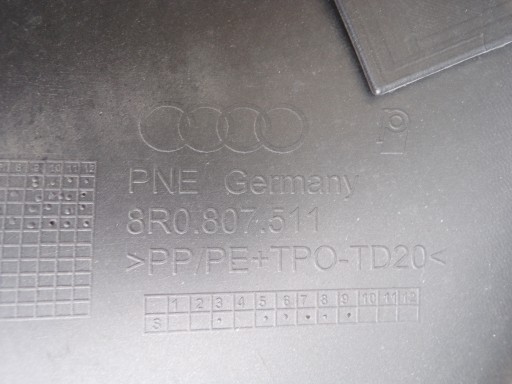 PNE Germany
8R0.807.511
>PP/PE+TPO-TD20<
1 2 3 4 5 6 7 8 9 10 11 12
S